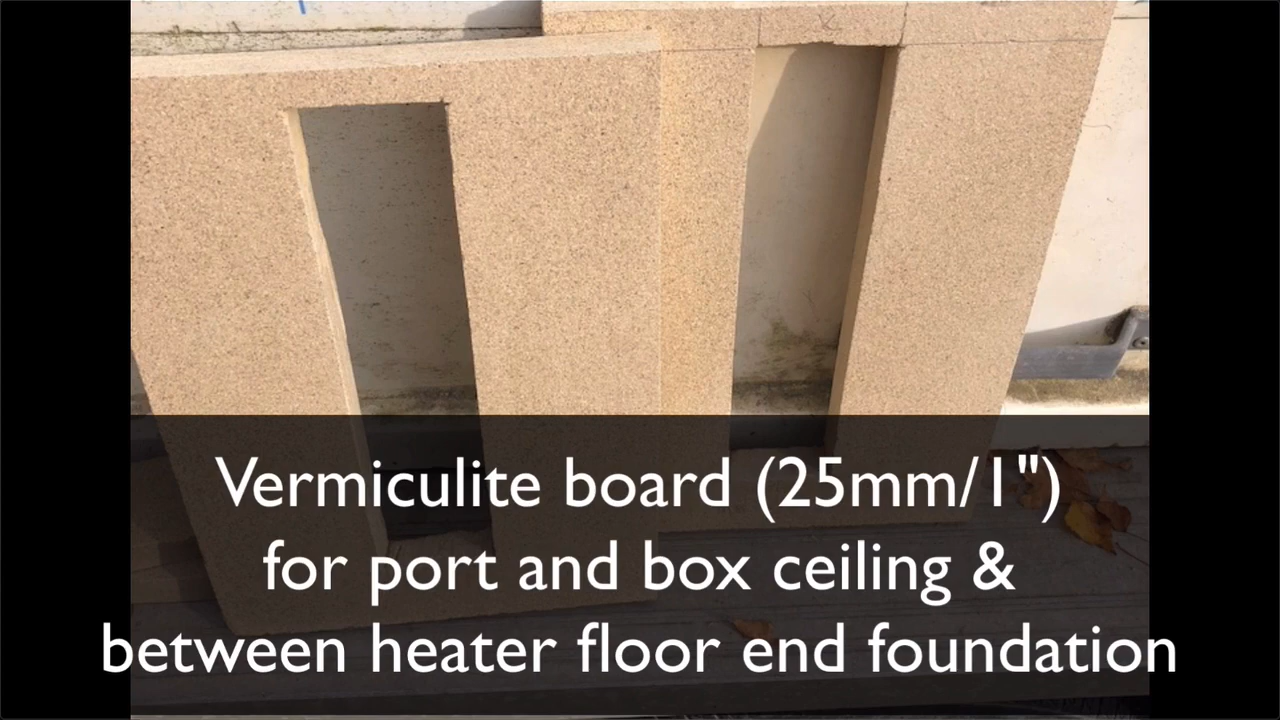 Vermiculite board (25mm/1")
for port and box ceiling &
between heater floor end foundation